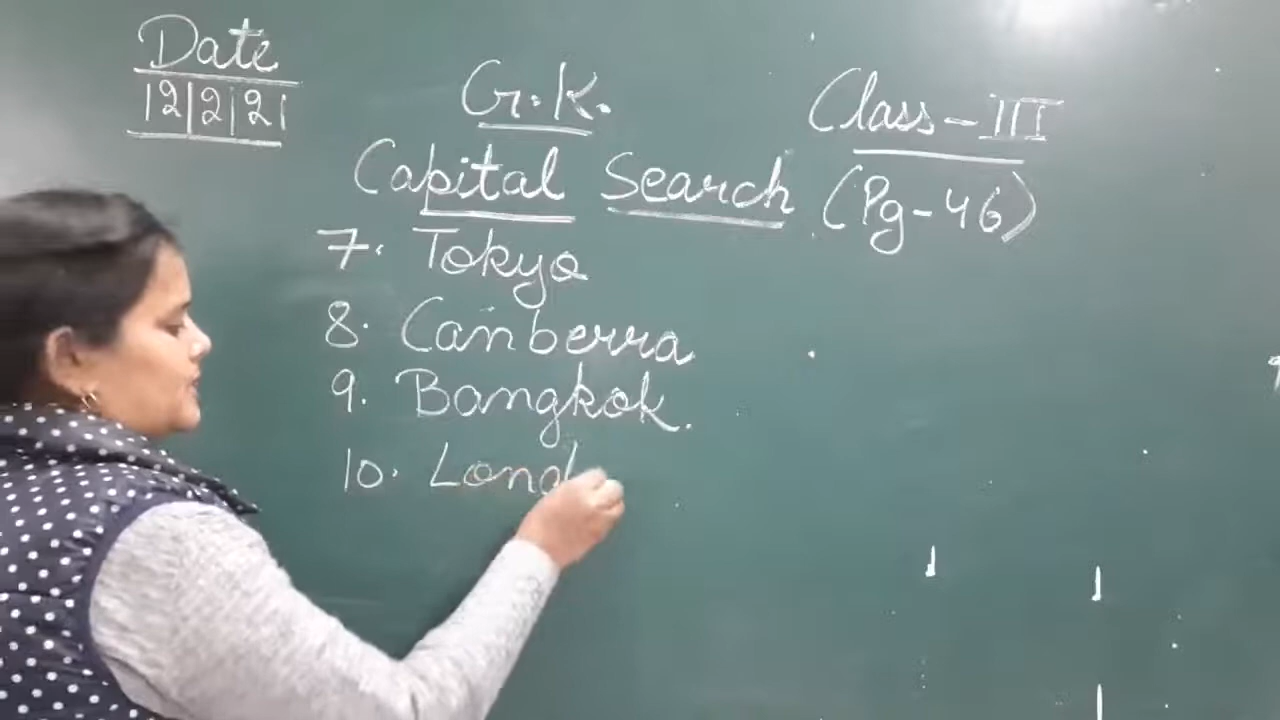 Date
12|2|21
G.K.
Class-III
Capital Search (Pg-46)
7. Tokyo
8. Canberra
9. Bangkok.
10. Lond